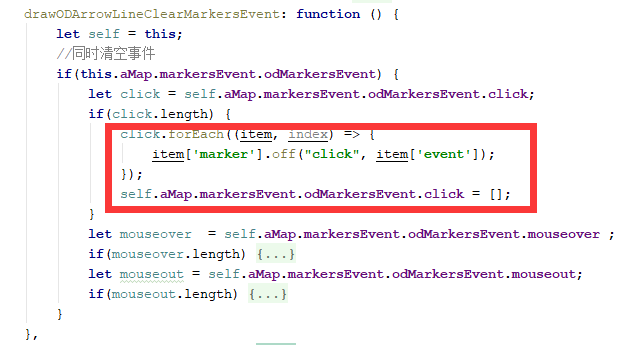 drawODArrowLineClearMarkersEvent: function () {
let self = this;
//同时清空事件
if(this.aMap.markersEvent.odMarkersEvent) {
let click = self.aMap.markersEvent.odMarkersEvent.click;
if(click.length) {
click.forEach((item, index) => {
item['marker'].off("click", item['event']);
});
self.aMap.markersEvent.odMarkersEvent.click = [];
}
let mouseover  = self.aMap.markersEvent.odMarkersEvent.mouseover ;
if(mouseover.length) {...}
let mouseout = self.aMap.markersEvent.odMarkersEvent.mouseout;
if(mouseout.length) {...}
}
},